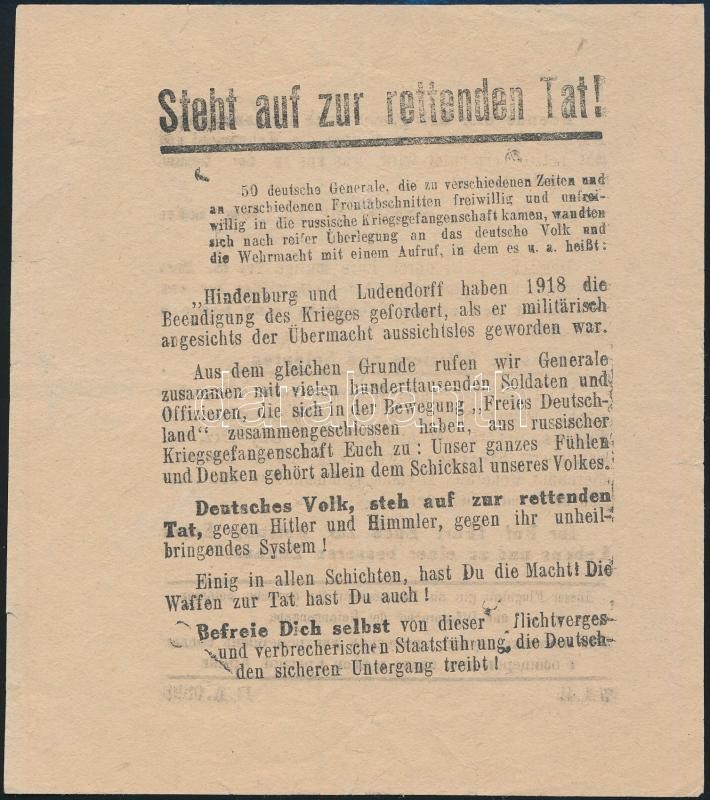 Steht auf zur rettenden Tat!
50 deutsche Generale, die zu verschiedenen Zeiten und
an verschiedenen Frontabschnitten freiwillig und unfrei-
willig in die russische Kriegsgefangenschaft kamen, wandten
sich nach reifer Überlegung an das deutsche Volk und
die Wehrmacht mit einem Aufruf, in dem es u. a. heißt:
„Hindenburg und Ludendorff haben 1918 die
Beendigung des Krieges gefordert, als er militärisch
angesichts der Übermacht aussichtslos geworden war.
Aus dem gleichen Grunde rufen wir Generale
zusammen mit vielen hunderttausenden Soldaten und
Offizieren, die sich in der Bewegung „Freies Deutsch-
land“ zusammengeschlossen haben, aus russischer
Kriegsgefangenschaft Euch zu: Unser ganzes Fühlen
und Denken gehört allein dem Schicksal unseres Volkes.
Deutsches Volk, steh auf zur rettenden
Tat, gegen Hitler und Himmler, gegen ihr unheil-
bringendes System!
Einig in allen Schichten, hast Du die Macht! Die
Waffen zur Tat hast Du auch!
Befreie Dich selbst von dieser pflichtverges-
und verbrecherischen Staatsführung, die Deutsch-
den sicheren Untergang treibt!
darabanth